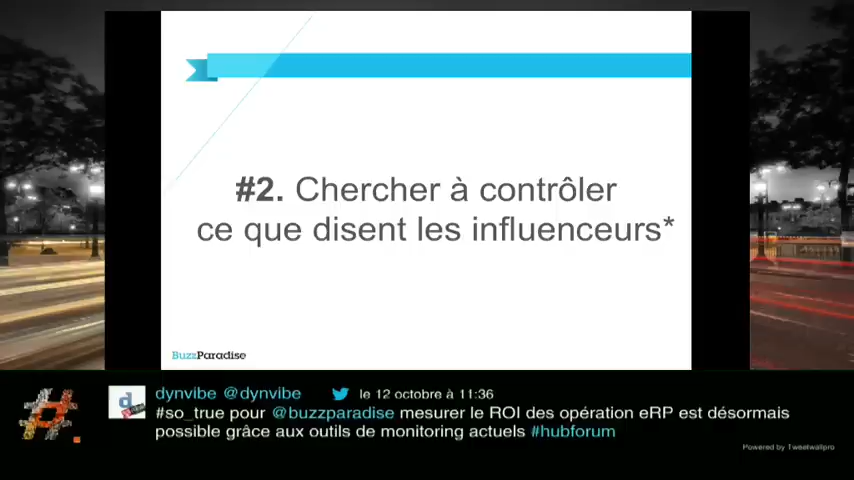 #2. Chercher à contrôler
ce que disent les influenceurs*
BuzzParadise
dynvibe @dynvibe le 12 octobre à 11:36
#so_true pour @buzzparadise mesurer le ROI des opération eRP est désormais
possible grâce aux outils de monitoring actuels #hubforum
Powered by Tweetwallpro